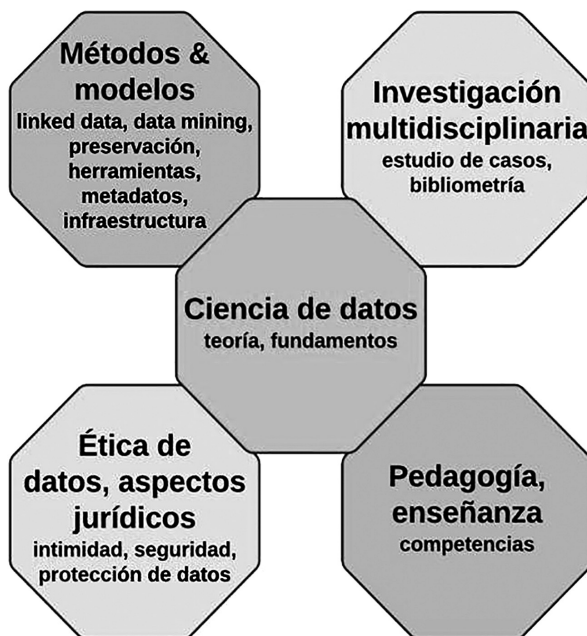 Métodos &
modelos
linked data, data mining,
preservación,
herramientas,
metadatos,
infraestructura
Investigación
multidisciplinaria
estudio de casos,
bibliometría
Ciencia de datos
teoría, fundamentos
Ética de
datos, aspectos
jurídicos
intimidad, seguridad,
protección de datos
Pedagogía,
enseñanza
competencias